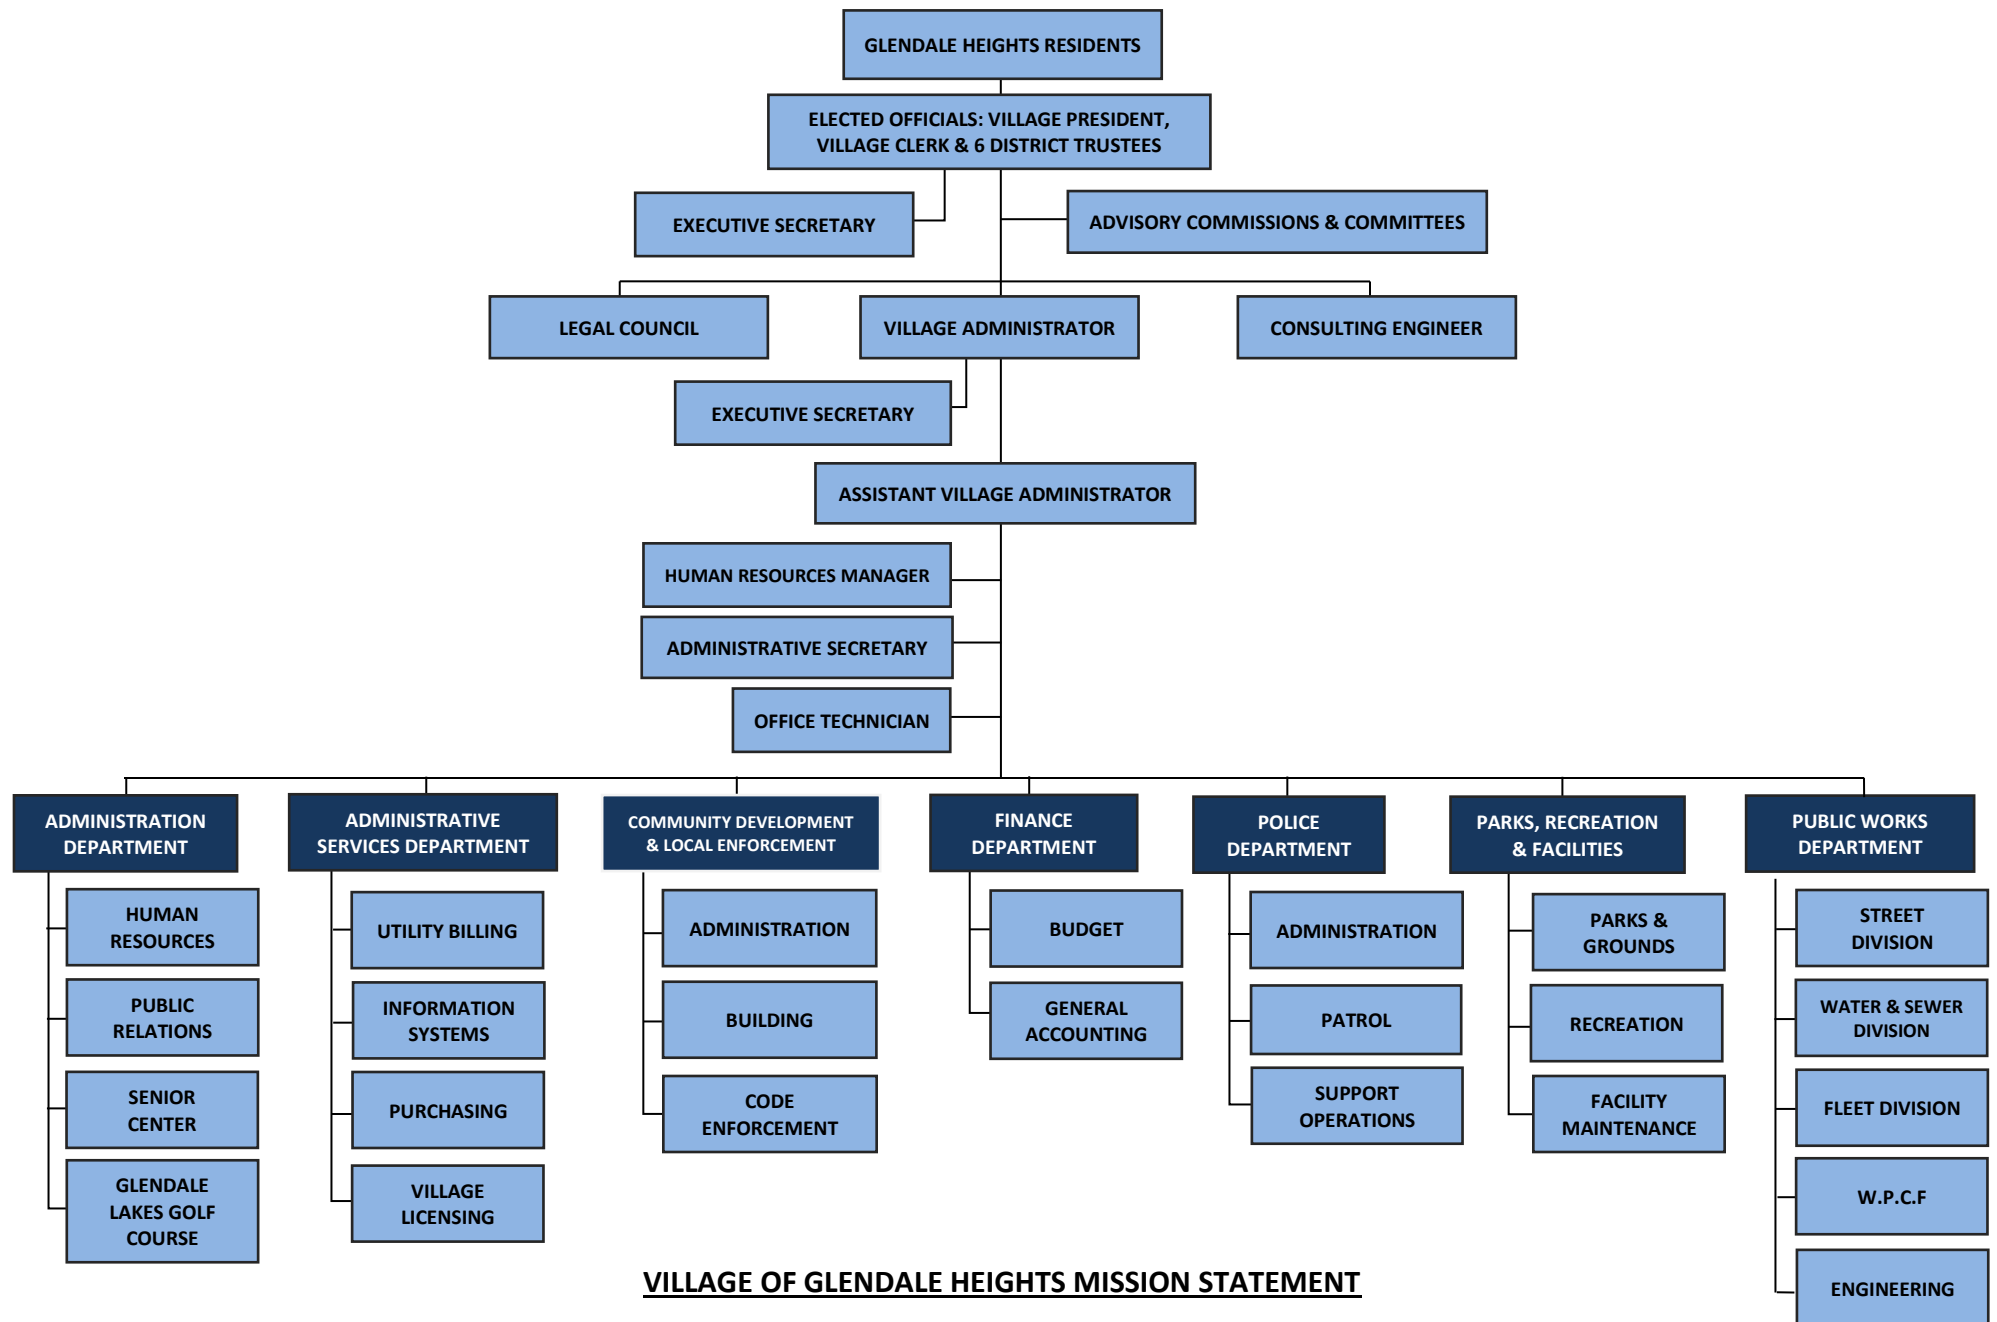 GLENDALE HEIGHTS RESIDENTS
ELECTED OFFICIALS: VILLAGE PRESIDENT,
VILLAGE CLERK & 6 DISTRICT TRUSTEES
EXECUTIVE SECRETARY
ADVISORY COMMISSIONS & COMMITTEES
LEGAL COUNCIL
VILLAGE ADMINISTRATOR
CONSULTING ENGINEER
EXECUTIVE SECRETARY
ASSISTANT VILLAGE ADMINISTRATOR
HUMAN RESOURCES MANAGER
ADMINISTRATIVE SECRETARY
OFFICE TECHNICIAN
ADMINISTRATION
DEPARTMENT
HUMAN
RESOURCES
PUBLIC
RELATIONS
SENIOR
CENTER
GLENDALE
LAKES GOLF
COURSE
ADMINISTRATIVE
SERVICES DEPARTMENT
UTILITY BILLING
INFORMATION
SYSTEMS
PURCHASING
VILLAGE
LICENSING
COMMUNITY DEVELOPMENT
& LOCAL ENFORCEMENT
ADMINISTRATION
BUILDING
CODE
ENFORCEMENT
FINANCE
DEPARTMENT
BUDGET
GENERAL
ACCOUNTING
POLICE
DEPARTMENT
ADMINISTRATION
PATROL
SUPPORT
OPERATIONS
PARKS, RECREATION
& FACILITIES
PARKS &
GROUNDS
RECREATION
FACILITY
MAINTENANCE
PUBLIC WORKS
DEPARTMENT
STREET
DIVISION
WATER & SEWER
DIVISION
FLEET DIVISION
W.P.C.F
ENGINEERING
VILLAGE OF GLENDALE HEIGHTS MISSION STATEMENT